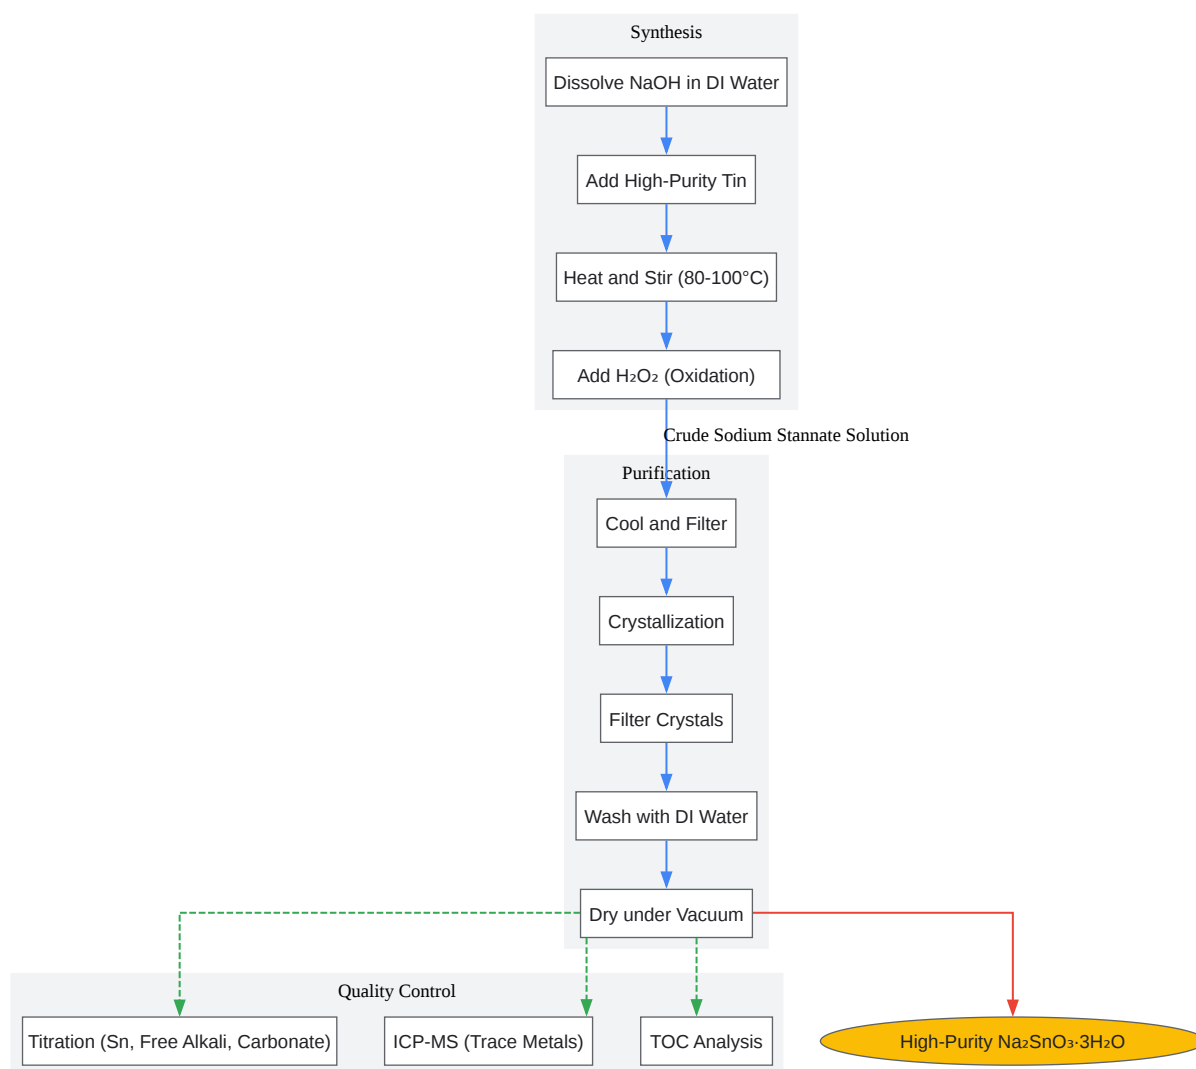 Synthesis
Dissolve NaOH in DI Water
Add High-Purity Tin
Heat and Stir (80-100°C)
Add H₂O₂ (Oxidation)
Crude Sodium Stannate Solution
Purification
Cool and Filter
Crystallization
Filter Crystals
Wash with DI Water
Dry under Vacuum
Quality Control
Titration (Sn, Free Alkali, Carbonate)
ICP-MS (Trace Metals)
TOC Analysis
High-Purity Na₂SnO₃·3H₂O